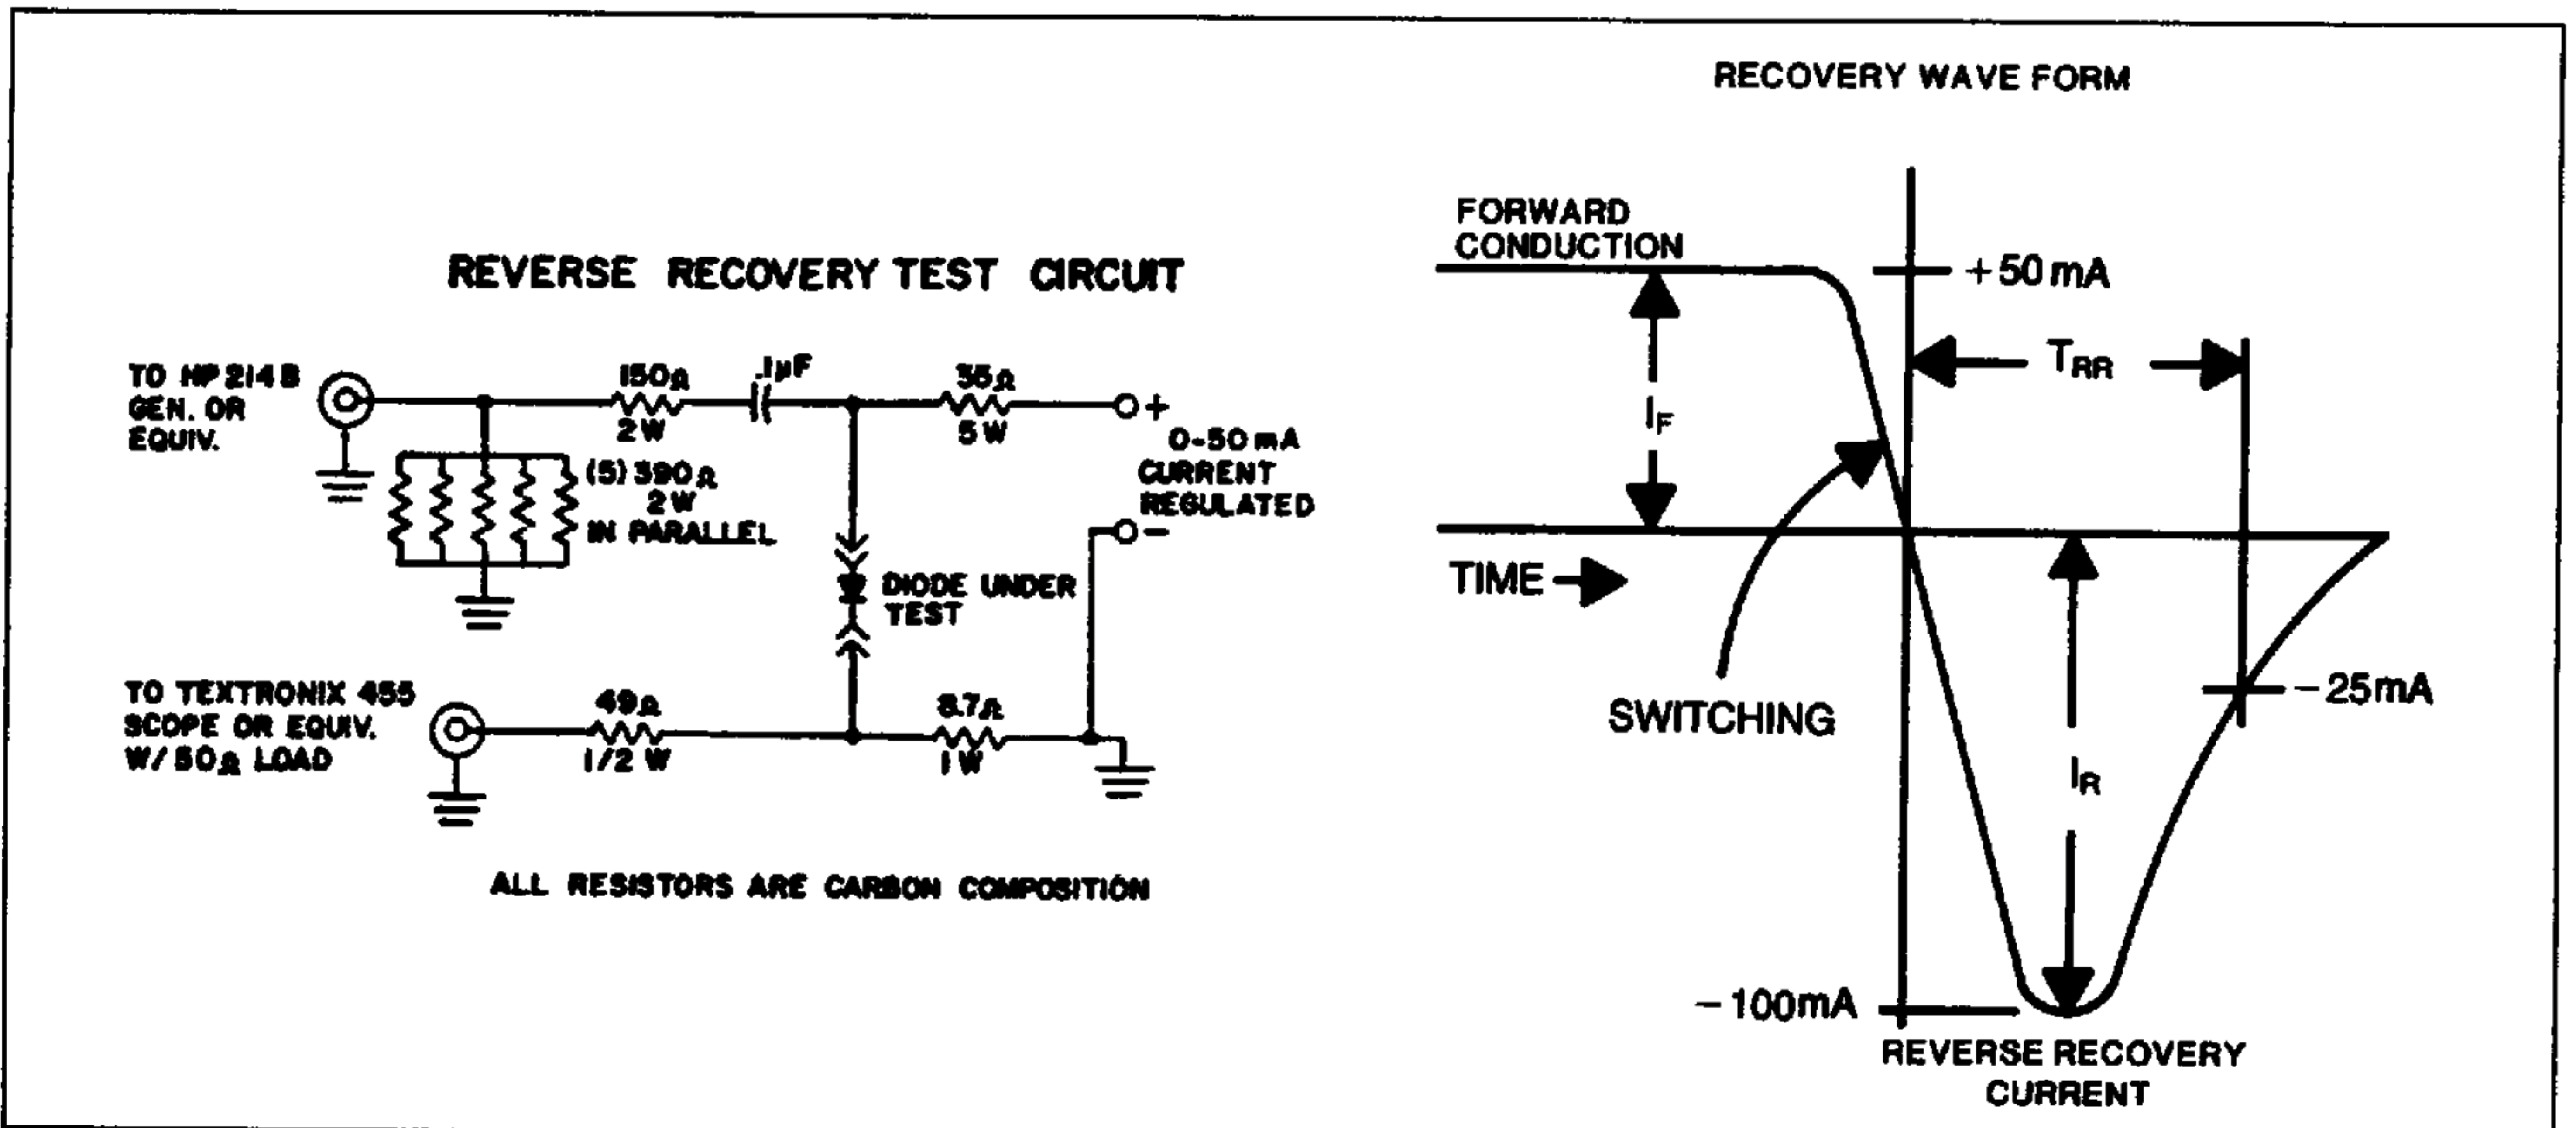 RECOVERY WAVE FORM
REVERSE RECOVERY TEST CIRCUIT
TO HP 214B
GEN. OR
EQUIV.
150Ω
2W
.1µF
35Ω
5W
+
0-50 mA
CURRENT
REGULATED
−
(5) 390Ω
2W
IN PARALLEL
DIODE UNDER
TEST
TO TEXTRONIX 455
SCOPE OR EQUIV.
W/50Ω LOAD
49Ω
1/2 W
8.7Ω
1W
ALL RESISTORS ARE CARBON COMPOSITION
FORWARD
CONDUCTION
+50 mA
TRR
IF
TIME
SWITCHING
−25mA
IR
−100mA
REVERSE RECOVERY
CURRENT